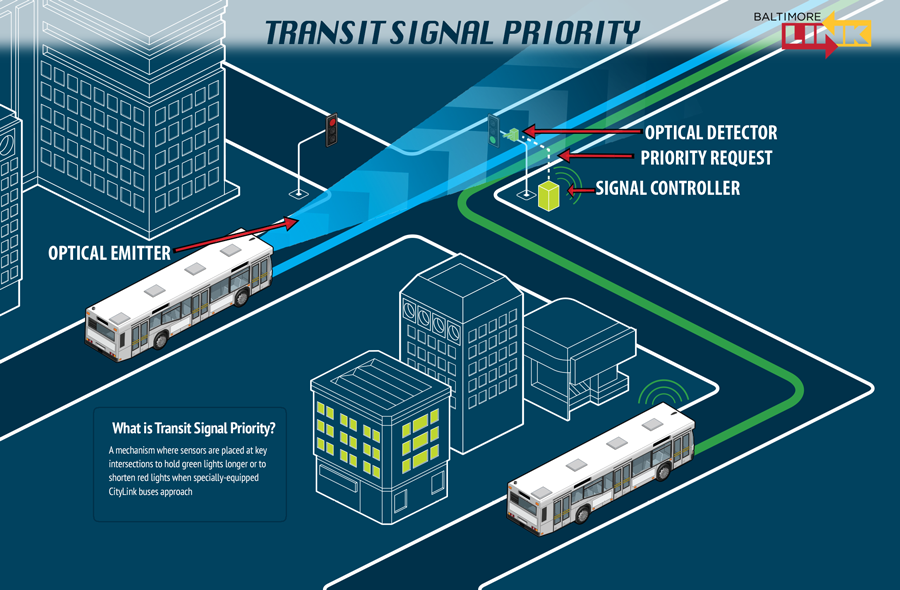 TRANSIT SIGNAL PRIORITY
BALTIMORE
LINK
OPTICAL DETECTOR
PRIORITY REQUEST
SIGNAL CONTROLLER
OPTICAL EMITTER
What is Transit Signal Priority?
A mechanism where sensors are placed at key
intersections to hold green lights longer or to
shorten red lights when specially-equipped
CityLink buses approach